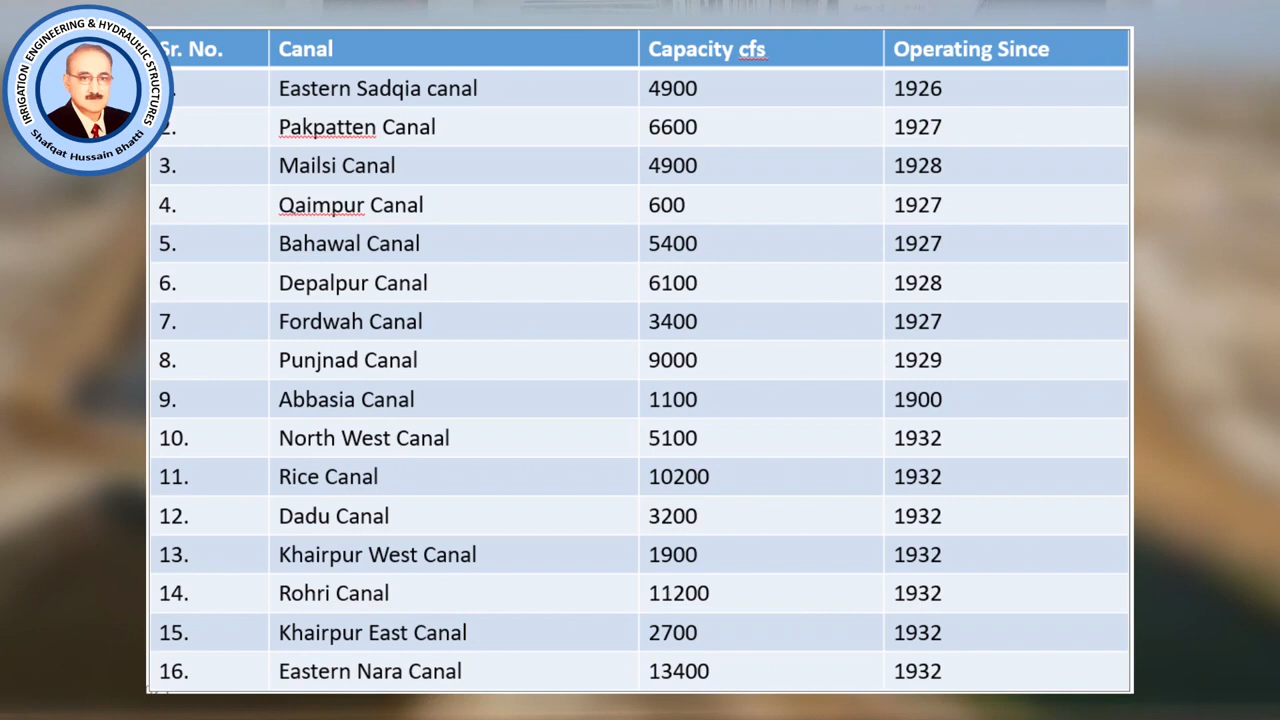 IRRIGATION ENGINEERING & HYDRAULIC STRUCTURES
Shafqat Hussain Bhatti
Sr. No. Canal Capacity cfs Operating Since
Eastern Sadqia canal 4900 1926
2. Pakpatten Canal 6600 1927
3. Mailsi Canal 4900 1928
4. Qaimpur Canal 600 1927
5. Bahawal Canal 5400 1927
6. Depalpur Canal 6100 1928
7. Fordwah Canal 3400 1927
8. Punjnad Canal 9000 1929
9. Abbasia Canal 1100 1900
10. North West Canal 5100 1932
11. Rice Canal 10200 1932
12. Dadu Canal 3200 1932
13. Khairpur West Canal 1900 1932
14. Rohri Canal 11200 1932
15. Khairpur East Canal 2700 1932
16. Eastern Nara Canal 13400 1932